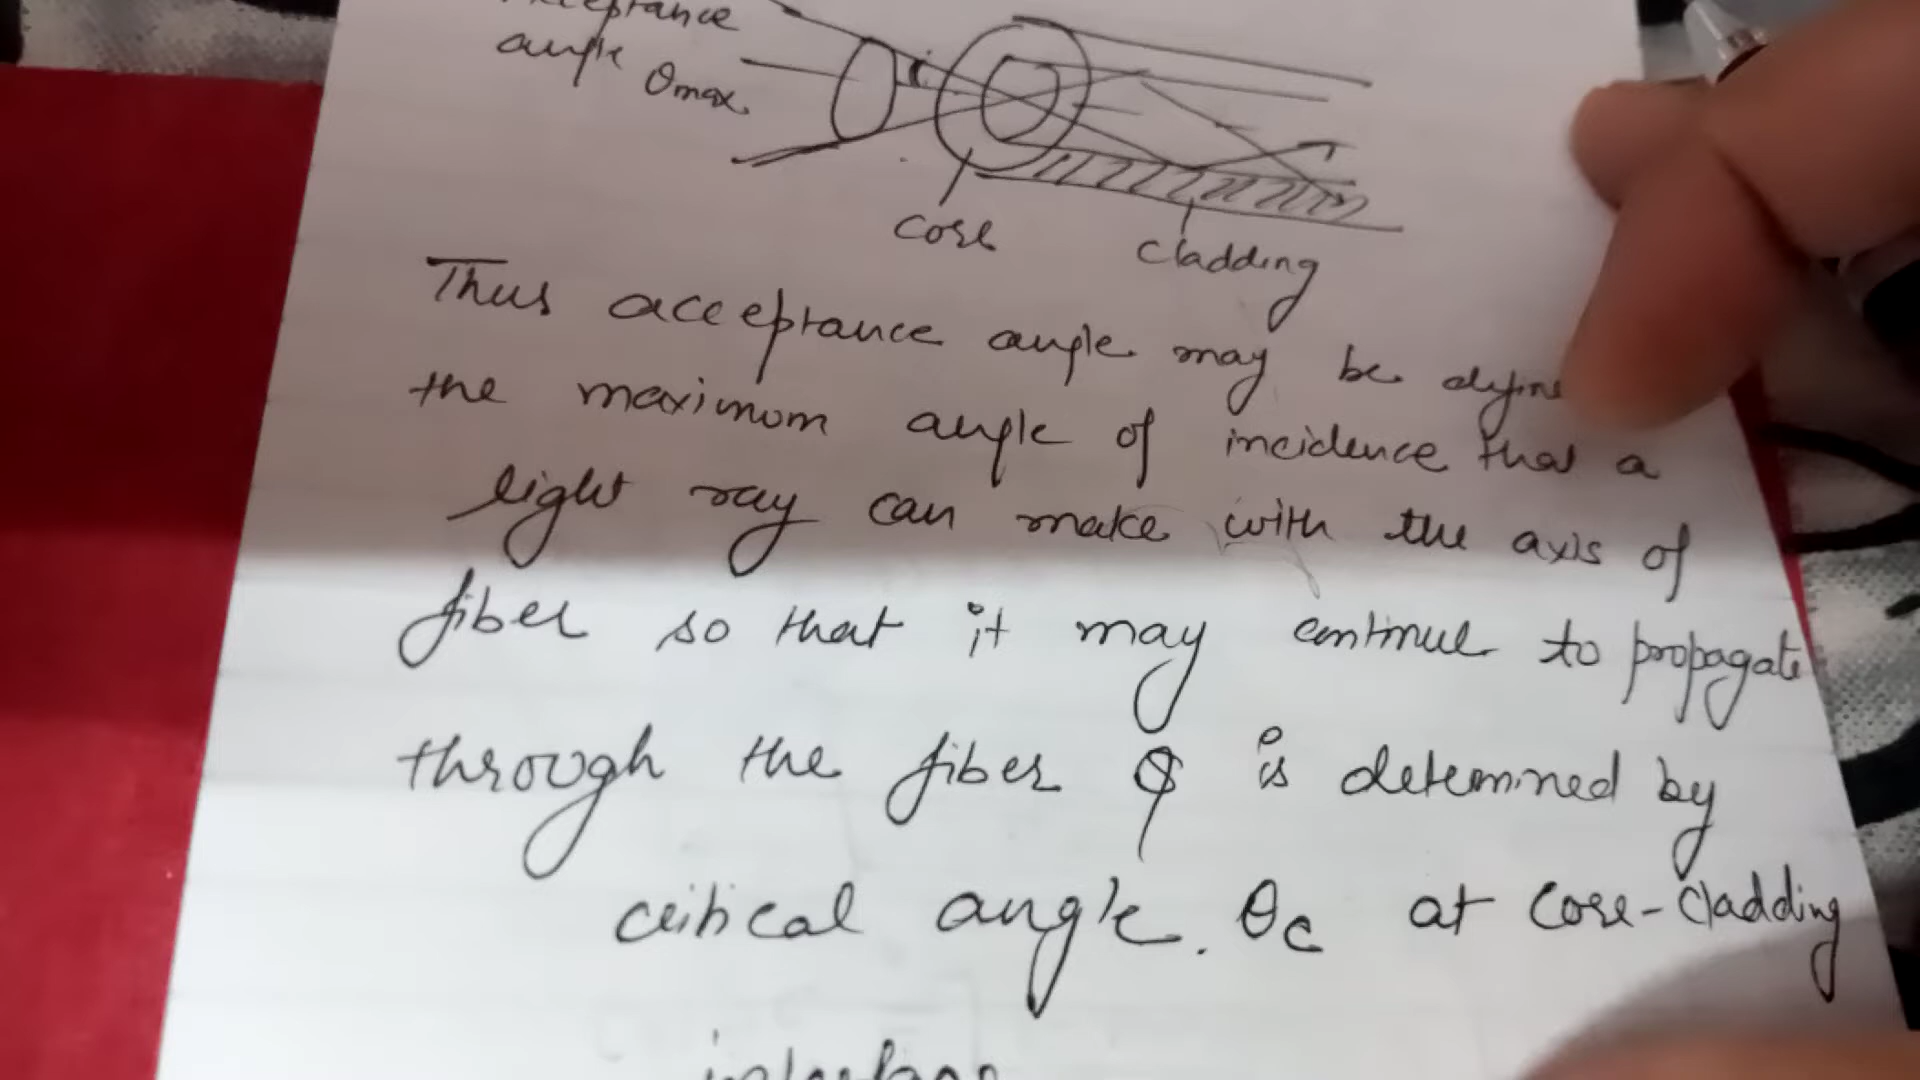 Acceptance
angle θmax.
Core
Cladding
Thus acceptance angle may be define
the maximum angle of incidence that a
light ray can make with the axis of
fiber so that it may continue to propagate
through the fiber & is determined by
critical angle. θc at Core-Cladding
interface